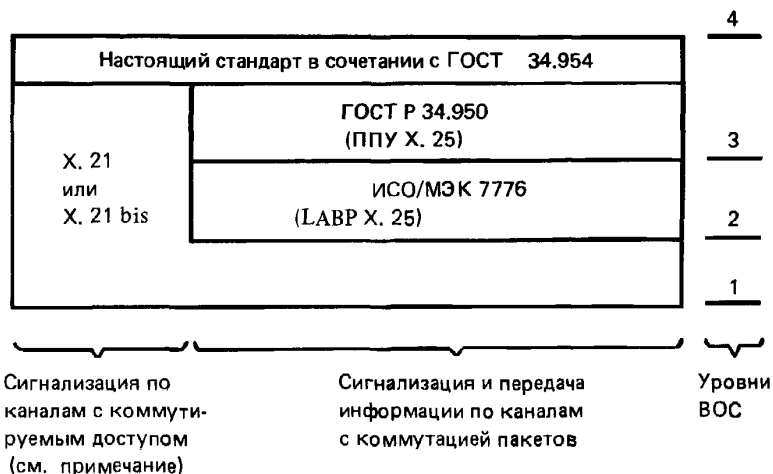 4
Настоящий стандарт в сочетании с ГОСТ 34.954
ГОСТ Р 34.950
(ППУ X. 25)
3
X. 21
или
X. 21 bis
ИСО/МЭК 7776
(LABP X. 25)
2
1
Сигнализация по
каналам с коммути-
руемым доступом
(см. примечание)
Сигнализация и передача
информации по каналам
с коммутацией пакетов
Уровни
ВОС